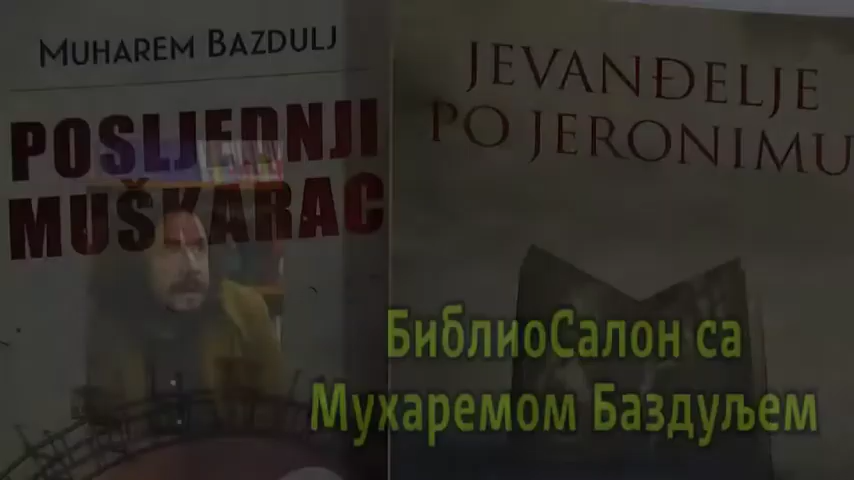 MUHAREM BAZDULJ
POSLJEDNJI
MUŠKARAC
JEVANĐELJE
PO JERONIMU
БиблиоСалон са
Мухаремом Баздуљем